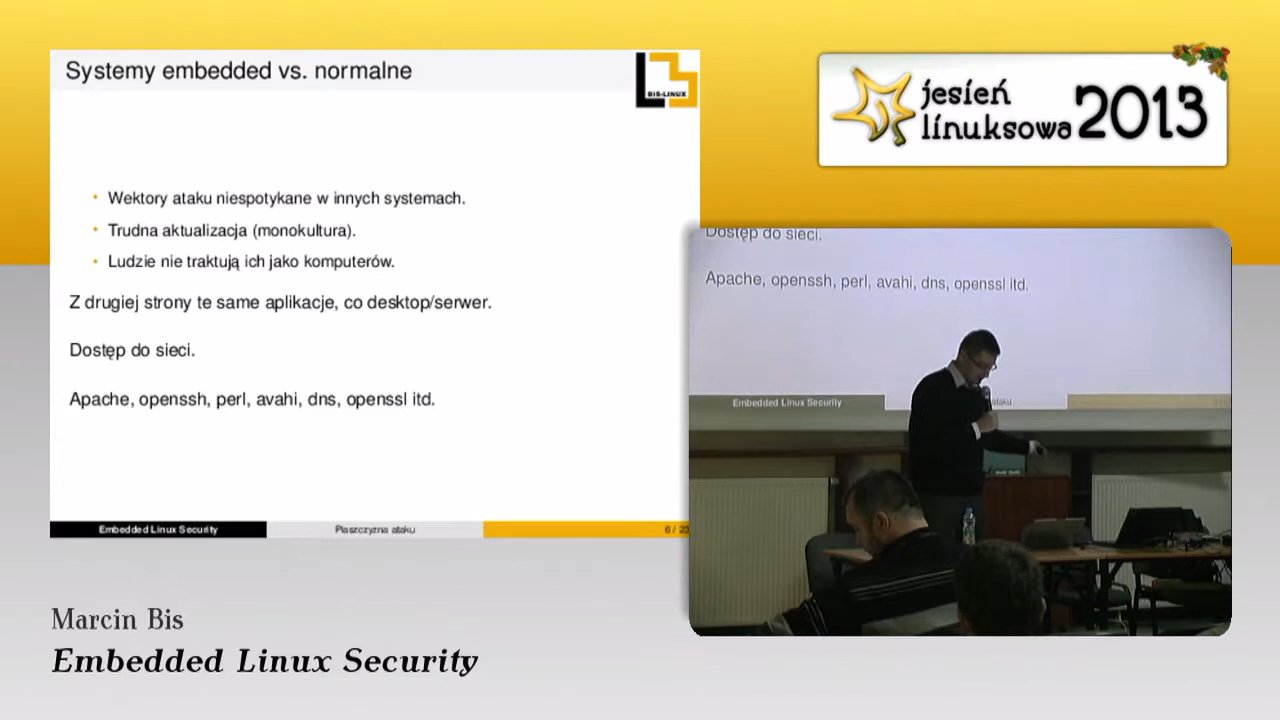 Systemy embedded vs. normalne
BIS-LINUX
Wektory ataku niespotykane w innych systemach.
Trudna aktualizacja (monokultura).
Ludzie nie traktują ich jako komputerów.
Z drugiej strony te same aplikacje, co desktop/serwer.
Dostęp do sieci.
Apache, openssh, perl, avahi, dns, openssl itd.
Embedded Linux Security
Płaszczyzna ataku
6 / 23
jesień
linuksowa 2013
Dostęp do sieci.
Apache, openssh, perl, avahi, dns, openssl itd.
Embedded Linux Security
ataku
Marcin Bis
Embedded Linux Security